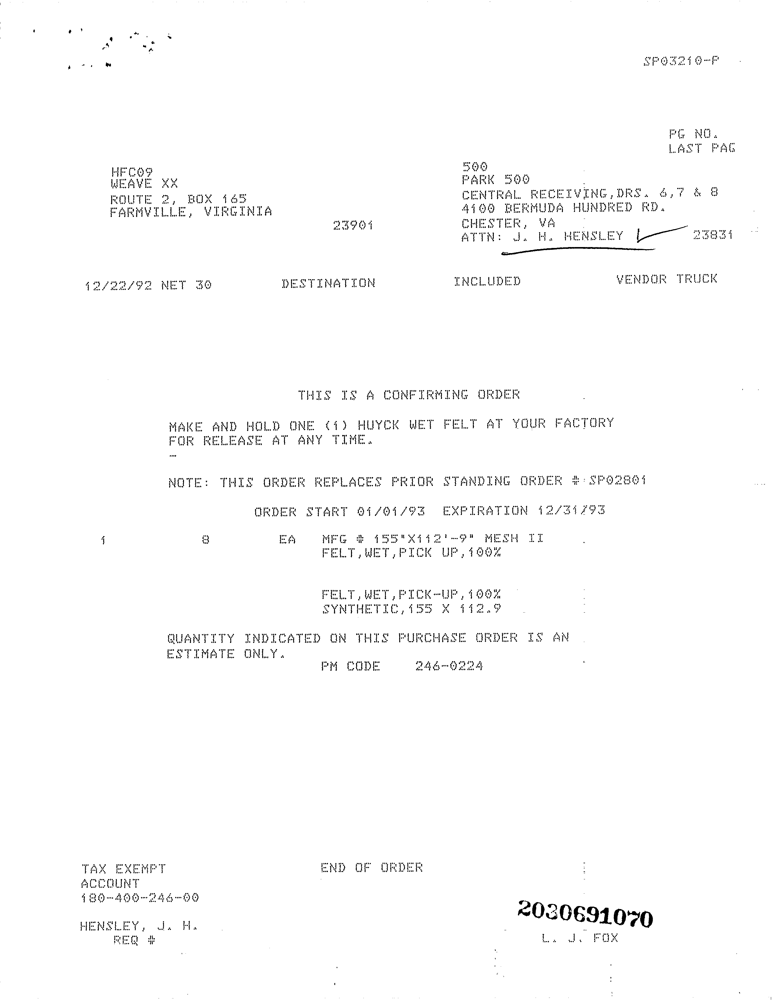 SP03210-P
PG NO.
LAST PAG
HFC09
WEAVE XX
ROUTE 2, BOX 165
FARMVILLE, VIRGINIA
23901
500
PARK 500
CENTRAL RECEIVING,DRS. 6,7 & 8
4100 BERMUDA HUNDRED RD.
CHESTER, VA
ATTN: J. H. HENSLEY 23831
12/22/92 NET 30 DESTINATION INCLUDED VENDOR TRUCK
THIS IS A CONFIRMING ORDER
MAKE AND HOLD ONE (1) HUYCK WET FELT AT YOUR FACTORY
FOR RELEASE AT ANY TIME.
NOTE: THIS ORDER REPLACES PRIOR STANDING ORDER # SP02801
ORDER START 01/01/93 EXPIRATION 12/31/93
1 8 EA MFG # 155"X112'-9" MESH II
FELT,WET,PICK UP,100%
FELT,WET,PICK-UP,100%
SYNTHETIC,155 X 112.9
QUANTITY INDICATED ON THIS PURCHASE ORDER IS AN
ESTIMATE ONLY.
PM CODE 246-0224
TAX EXEMPT END OF ORDER
ACCOUNT
180-400-246-00
HENSLEY, J. H.
REQ #
2030691070
L. J. FOX